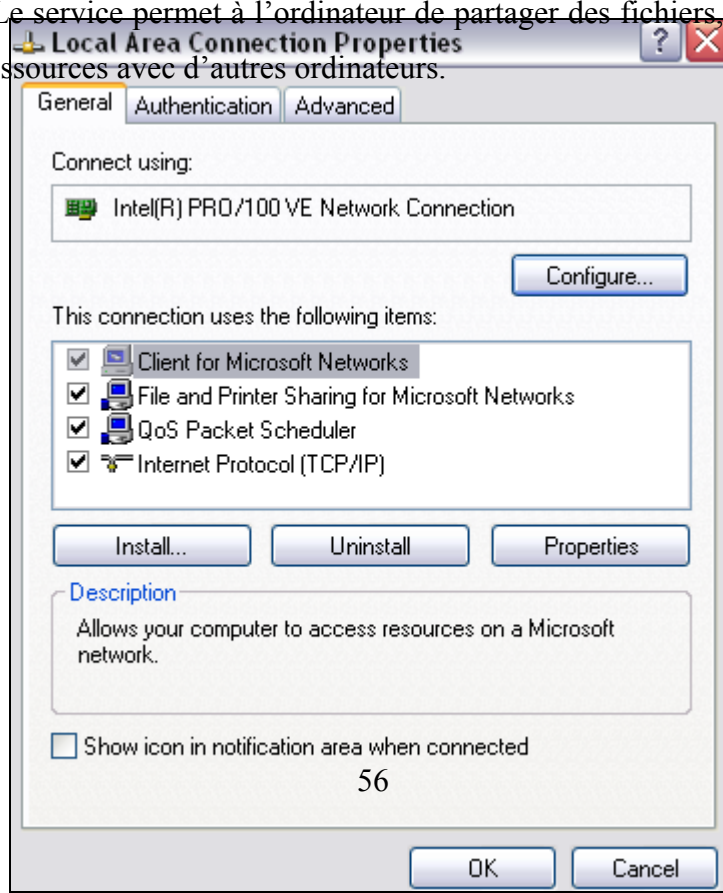 Le service permet à l’ordinateur de partager des fichiers,
Local Area Connection Properties
ssources avec d’autres ordinateurs.
General Authentication Advanced
Connect using:
Intel(R) PRO/100 VE Network Connection
Configure...
This connection uses the following items:
Client for Microsoft Networks
File and Printer Sharing for Microsoft Networks
QoS Packet Scheduler
Internet Protocol (TCP/IP)
Install... Uninstall Properties
Description
Allows your computer to access resources on a Microsoft
network.
Show icon in notification area when connected
56
OK Cancel